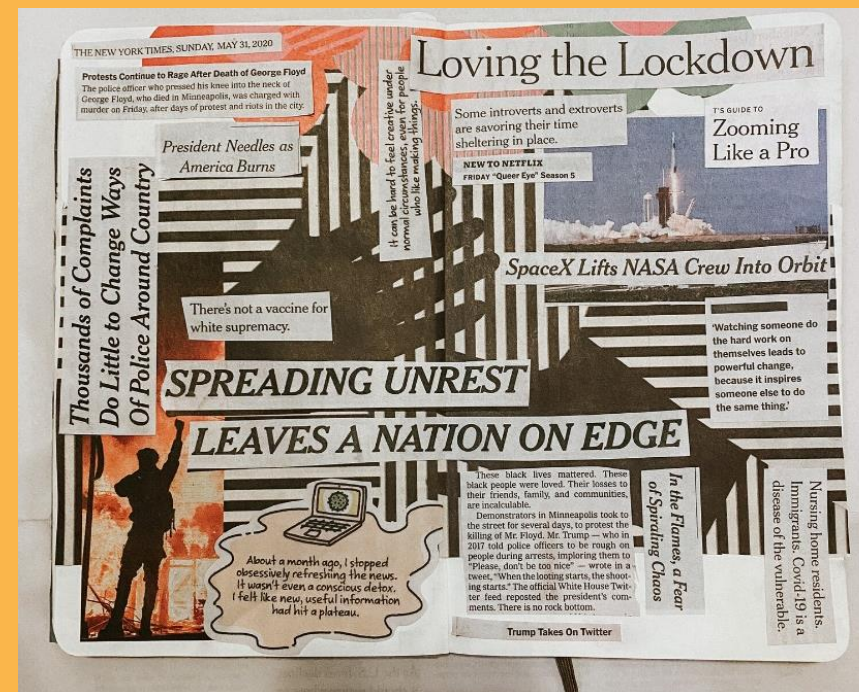 THE NEW YORK TIMES, SUNDAY, MAY 31, 2020
Protests Continue to Rage After Death of George Floyd
The police officer who pressed his knee into the neck of
George Floyd, who died in Minneapolis, was charged with
murder on Friday, after days of protest and riots in the city.
President Needles as
America Burns
Thousands of Complaints
Do Little to Change Ways
Of Police Around Country
It can be hard to feel creative under
normal circumstances, even for people
who like making things.
There's not a vaccine for
white supremacy.
SPREADING UNREST
LEAVES A NATION ON EDGE
About a month ago, I stopped
obsessively refreshing the news.
It wasn't even a conscious detox.
I felt like new, useful information
had hit a plateau.
Loving the Lockdown
Some introverts and extroverts
are savoring their time
sheltering in place.
NEW TO NETFLIX
FRIDAY "Queer Eye" Season 5
T'S GUIDE TO
Zooming
Like a Pro
SpaceX Lifts NASA Crew Into Orbit
'Watching someone do
the hard work on
themselves leads to
powerful change,
because it inspires
someone else to do
the same thing.'
These black lives mattered. These
black people were loved. Their losses to
their friends, family, and communities,
are incalculable.
Demonstrators in Minneapolis took to
the street for several days, to protest the
killing of Mr. Floyd. Mr. Trump — who in
2017 told police officers to be rough on
people during arrests, imploring them to
"Please, don't be too nice" — wrote in a
tweet, "When the looting starts, the shoot-
ing starts." The official White House Twit-
ter feed reposted the president's com-
ments. There is no rock bottom.
Trump Takes On Twitter
In the Flames, a Fear
of Spiraling Chaos
Nursing home residents.
Immigrants. Covid-19 is a
disease of the vulnerable.